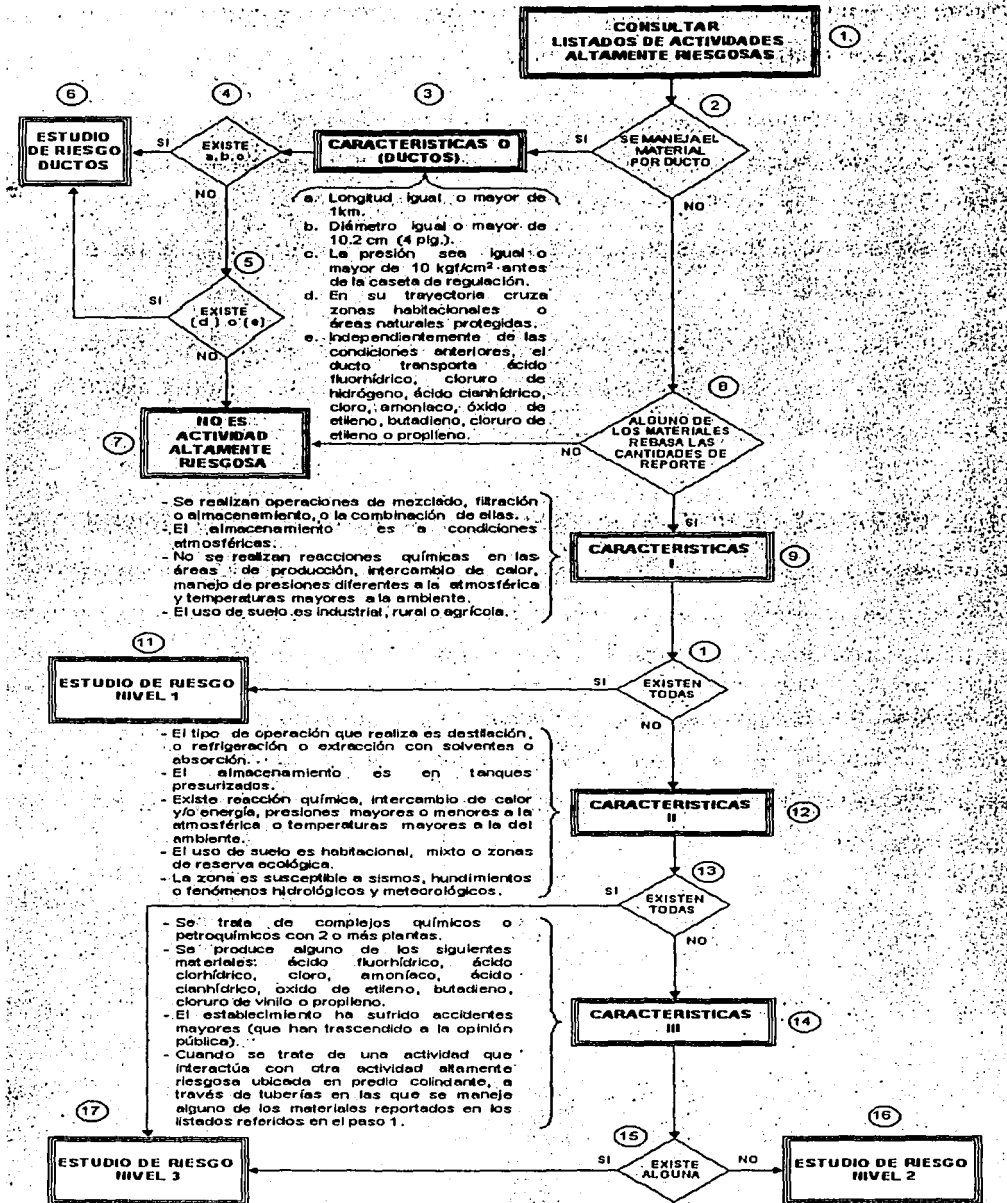 CONSULTAR
LISTADOS DE ACTIVIDADES
ALTAMENTE RIESGOSAS
1
2
SE MANEJA EL
MATERIAL
POR DUCTO
SI
NO
3
CARACTERISTICAS O
(DUCTOS)
4
EXISTE
a,b,o
SI
NO
6
ESTUDIO
DE RIESGO
DUCTOS
a. Longitud igual o mayor de
1km.
b. Diámetro igual o mayor de
10.2 cm (4 plg.).
c. La presión sea igual o
mayor de 10 kgf/cm² antes
de la caseta de regulación.
d. En su trayectoria cruza
zonas habitacionales o
áreas naturales protegidas.
e. Independientemente de las
condiciones anteriores, el
ducto transporta ácido
fluorhídrico, cloruro de
hidrógeno, ácido cianhídrico,
cloro, amoniaco, óxido de
etileno, butadieno, cloruro de
etileno o propileno.
5
EXISTE
(d) o (e)
SI
NO
7
NO ES
ACTIVIDAD
ALTAMENTE
RIESGOSA
8
ALGUNO DE
LOS MATERIALES
REBASA LAS
CANTIDADES DE
REPORTE
NO
SI
- Se realizan operaciones de mezclado, filtración
o almacenamiento, o la combinación de ellas.
- El almacenamiento es a condiciones
atmosféricas.
- No se realizan reacciones químicas en las
áreas de producción, intercambio de calor,
manejo de presiones diferentes a la atmosférica
y temperaturas mayores a la ambiente.
- El uso de suelo es industrial, rural o agrícola.
CARACTERISTICAS
I
9
1
EXISTEN
TODAS
SI
NO
11
ESTUDIO DE RIESGO
NIVEL 1
- El tipo de operación que realiza es destilación,
o refrigeración o extracción con solventes o
absorción.
- El almacenamiento es en tanques
presurizados.
- Existe reacción química, intercambio de calor
y/o energía, presiones mayores o menores a la
atmosférica o temperaturas mayores a la del
ambiente.
- El uso de suelo es habitacional, mixto o zonas
de reserva ecológica.
- La zona es susceptible a sismos, hundimientos
o fenómenos hidrológicos y meteorológicos.
CARACTERISTICAS
II
12
13
EXISTEN
TODAS
SI
NO
- Se trata de complejos químicos o
petroquímicos con 2 o más plantas.
- Se produce alguno de los siguientes
materiales: ácido fluorhídrico, ácido
clorhídrico, cloro, amoníaco, ácido
cianhídrico, oxido de etileno, butadieno,
cloruro de vinilo o propileno.
- El establecimiento ha sufrido accidentes
mayores (que han trascendido a la opinión
pública).
- Cuando se trate de una actividad que
interactúa con otra actividad altamente
riesgosa ubicada en predio colindante, a
través de tuberías en las que se maneje
alguno de los materiales reportados en los
listados referidos en el paso 1.
CARACTERISTICAS
III
14
15
EXISTE
ALGUNA
SI
NO
17
ESTUDIO DE RIESGO
NIVEL 3
16
ESTUDIO DE RIESGO
NIVEL 2